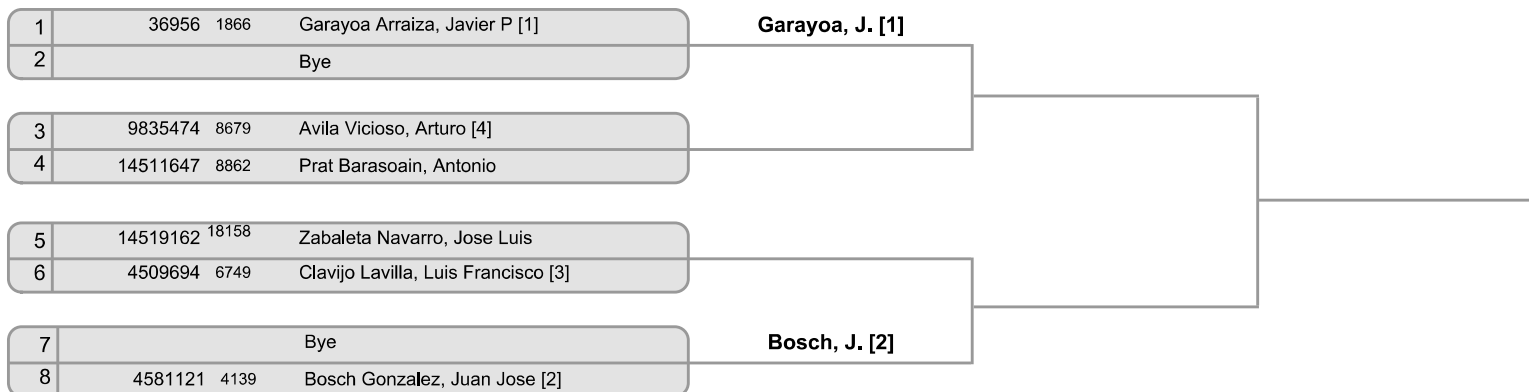 1 36956 1866 Garayoa Arraiza, Javier P [1]
Garayoa, J. [1]
2 Bye
3 9835474 8679 Avila Vicioso, Arturo [4]
4 14511647 8862 Prat Barasoain, Antonio
5 14519162 18158 Zabaleta Navarro, Jose Luis
6 4509694 6749 Clavijo Lavilla, Luis Francisco [3]
7 Bye
Bosch, J. [2]
8 4581121 4139 Bosch Gonzalez, Juan Jose [2]